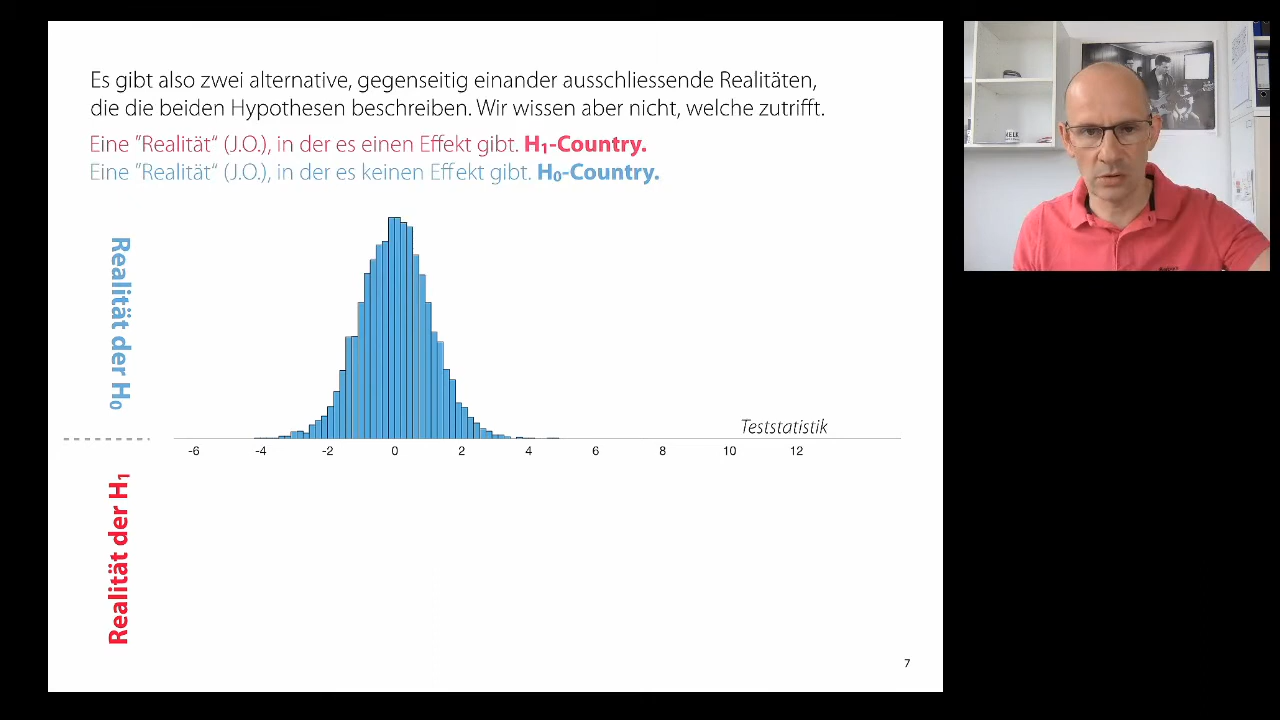 Es gibt also zwei alternative, gegenseitig einander ausschliessende Realitäten,
die die beiden Hypothesen beschreiben. Wir wissen aber nicht, welche zutrifft.
Eine "Realität“ (J.O.), in der es einen Effekt gibt. H₁-Country.
Eine "Realität“ (J.O.), in der es keinen Effekt gibt. H₀-Country.
Realität der H₀
Teststatistik
-6 -4 -2 0 2 4 6 8 10 12
Realität der H₁
7